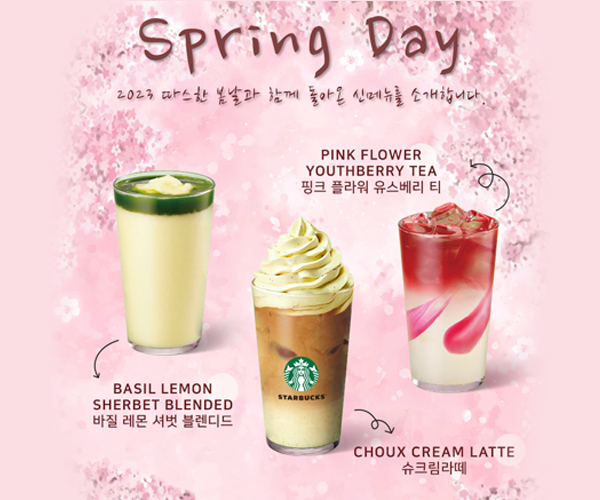 Spring Day
2023 따스한 봄날과 함께 돌아온 신메뉴를 소개합니다.
PINK FLOWER
YOUTHBERRY TEA
핑크 플라워 유스베리 티
BASIL LEMON
SHERBET BLENDED
바질 레몬 셔벗 블렌디드
STARBUCKS
CHOUX CREAM LATTE
슈크림라떼